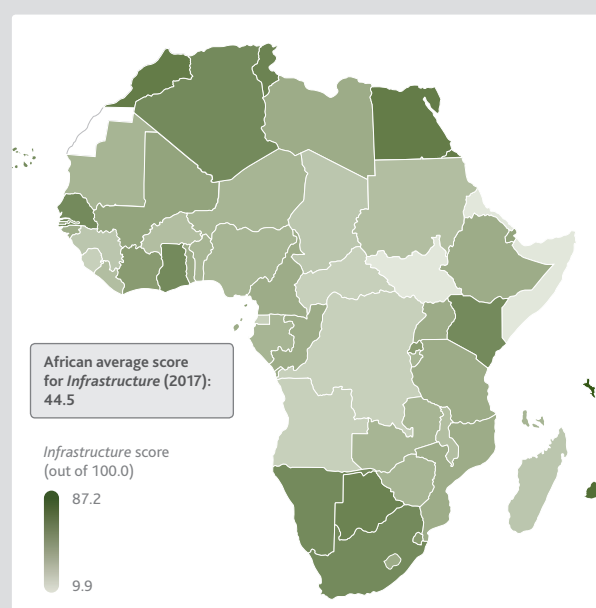 African average score
for Infrastructure (2017):
44.5
Infrastructure score
(out of 100.0)
87.2
9.9